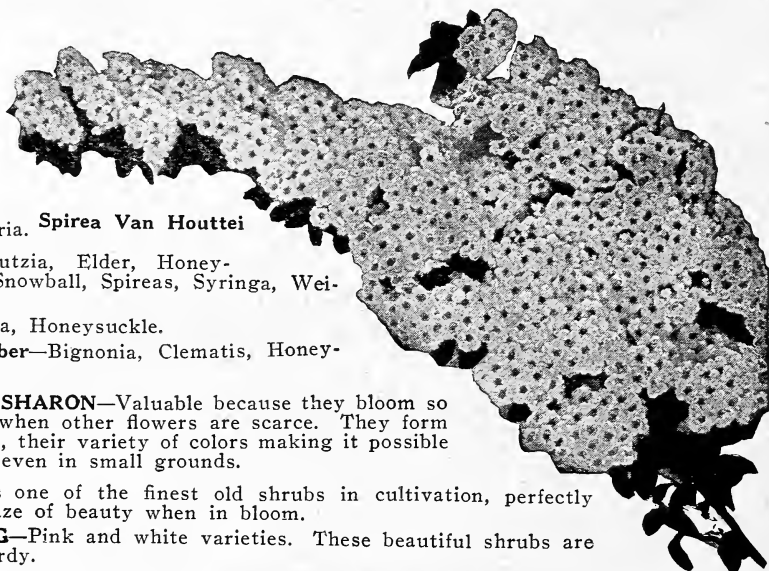 ria. Spirea Van Houttei
utzia, Elder, Honey-
Snowball, Spireas, Syringa, Wei-
a, Honeysuckle.
ber—Bignonia, Clematis, Honey-
SHARON—Valuable because they bloom so
when other flowers are scarce. They form
, their variety of colors making it possible
even in small grounds.
s one of the finest old shrubs in cultivation, perfectly
ze of beauty when in bloom.
G—Pink and white varieties. These beautiful shrubs are
rdy.